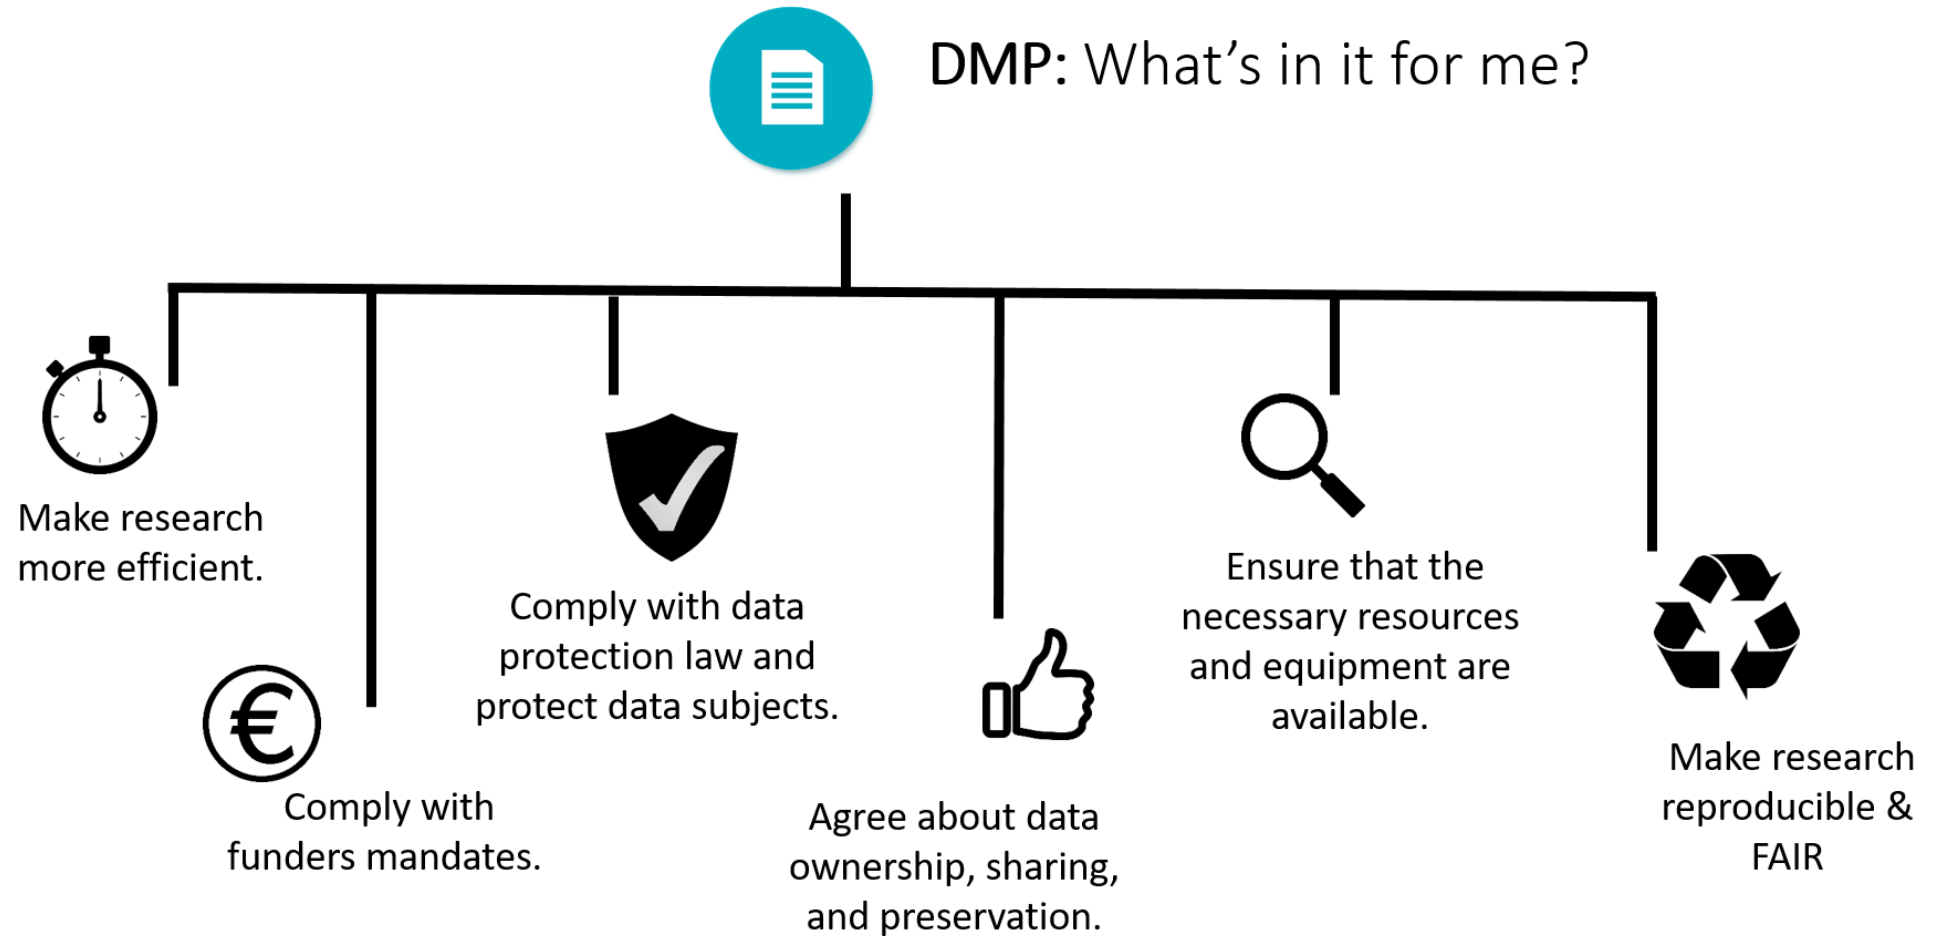 DMP: What's in it for me?
Make research
more efficient.
€
Comply with
funders mandates.
Comply with data
protection law and
protect data subjects.
Agree about data
ownership, sharing,
and preservation.
Ensure that the
necessary resources
and equipment are
available.
Make research
reproducible &
FAIR